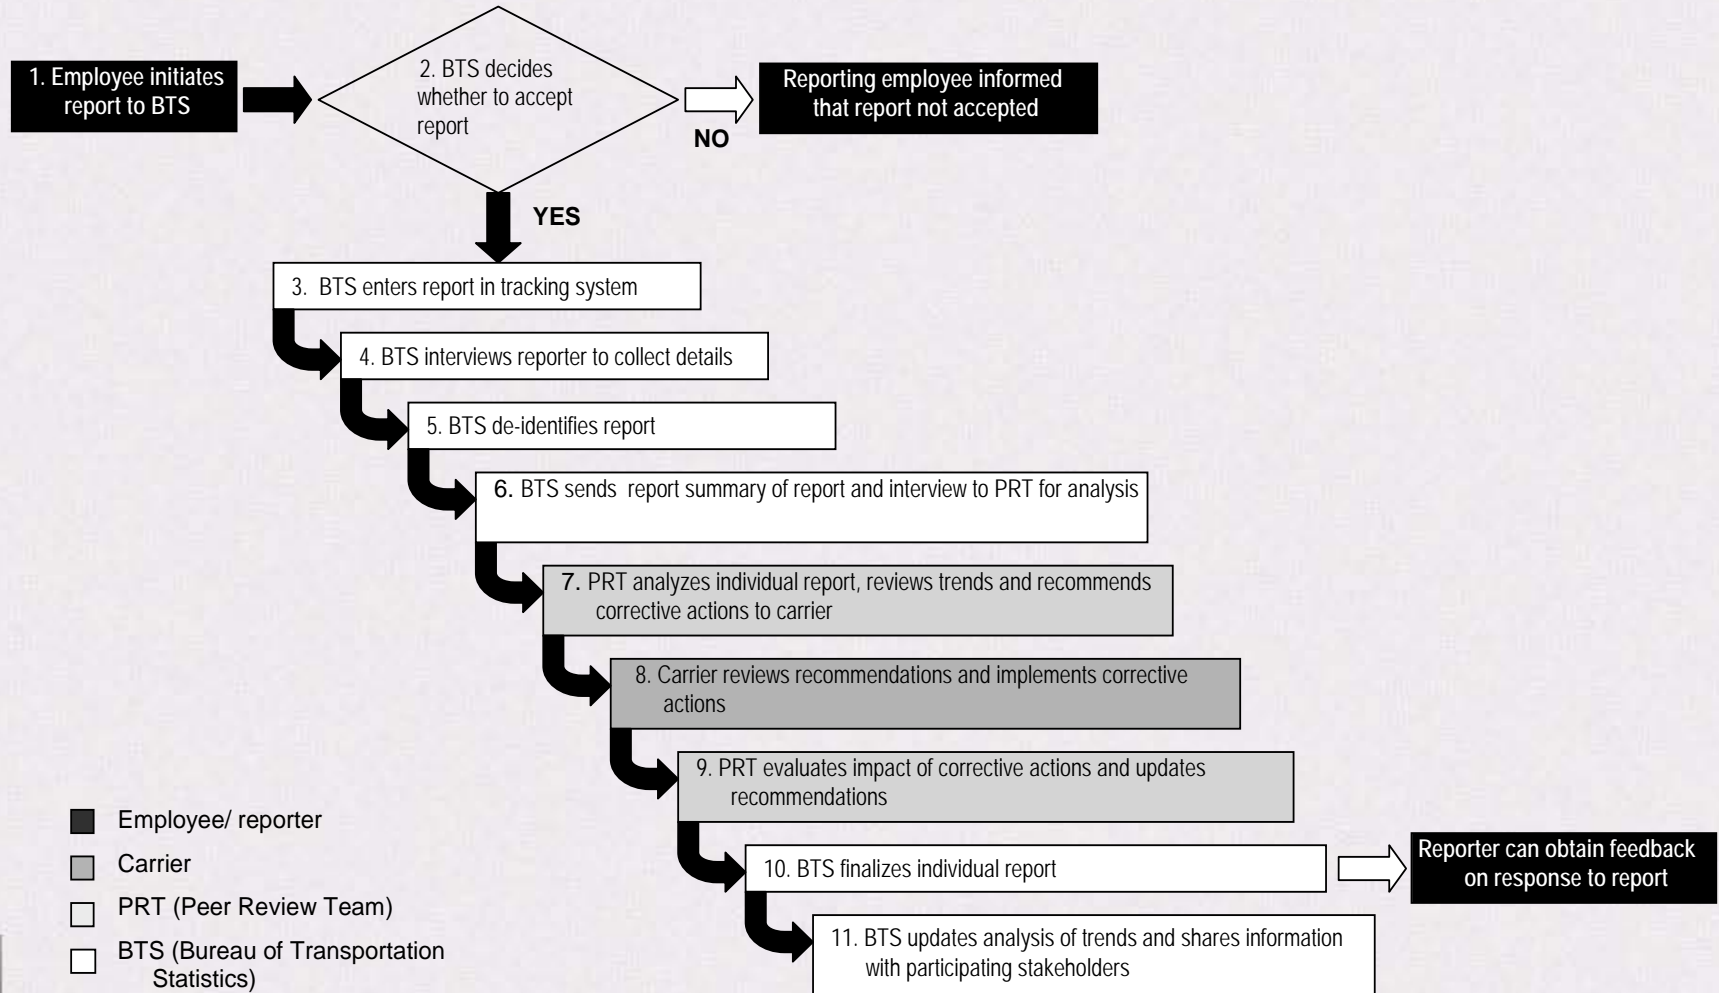 1. Employee initiates
report to BTS
2. BTS decides
whether to accept
report
Reporting employee informed
that report not accepted
NO
YES
3. BTS enters report in tracking system
4. BTS interviews reporter to collect details
5. BTS de-identifies report
6. BTS sends report summary of report and interview to PRT for analysis
7. PRT analyzes individual report, reviews trends and recommends
corrective actions to carrier
8. Carrier reviews recommendations and implements corrective
actions
9. PRT evaluates impact of corrective actions and updates
recommendations
10. BTS finalizes individual report
Reporter can obtain feedback
on response to report
11. BTS updates analysis of trends and shares information
with participating stakeholders
Employee/ reporter
Carrier
PRT (Peer Review Team)
BTS (Bureau of Transportation
Statistics)